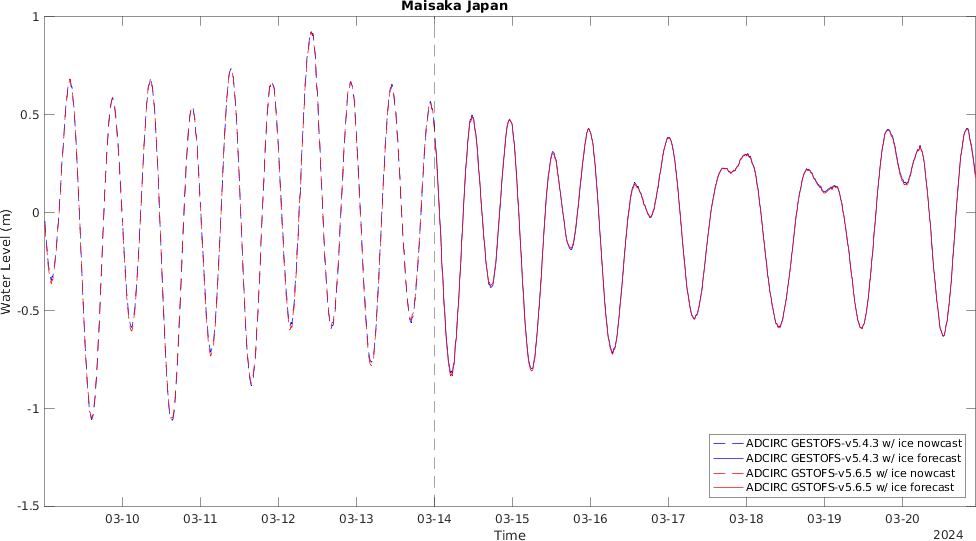 Maisaka Japan
1
0.5
0
-0.5
-1
-1.5
Water Level (m)
03-10 03-11 03-12 03-13 03-14 03-15 03-16 03-17 03-18 03-19 03-20
Time
2024
ADCIRC GESTOFS-v5.4.3 w/ ice nowcast
ADCIRC GESTOFS-v5.4.3 w/ ice forecast
ADCIRC GSTOFS-v5.6.5 w/ ice nowcast
ADCIRC GSTOFS-v5.6.5 w/ ice forecast